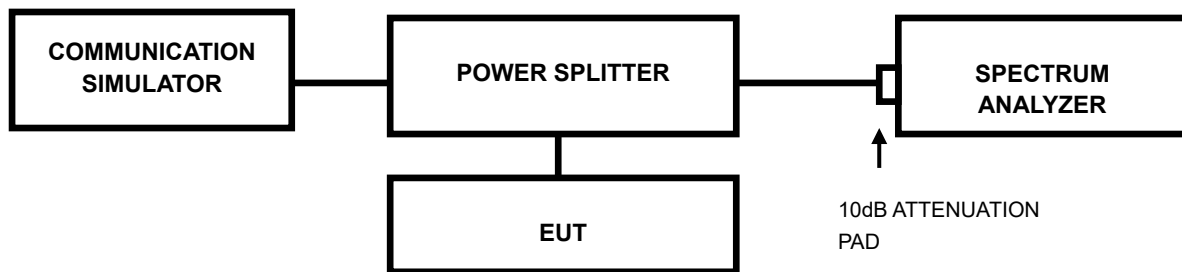 COMMUNICATION
SIMULATOR
POWER SPLITTER
SPECTRUM
ANALYZER
EUT
10dB ATTENUATION
PAD